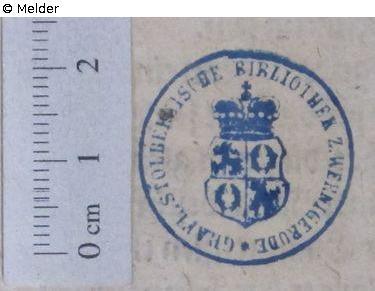 © Melder
2
1
0 cm
GRÄFL. STOLBERGISCHE BIBLIOTHEK Z. WERNIGERODE *